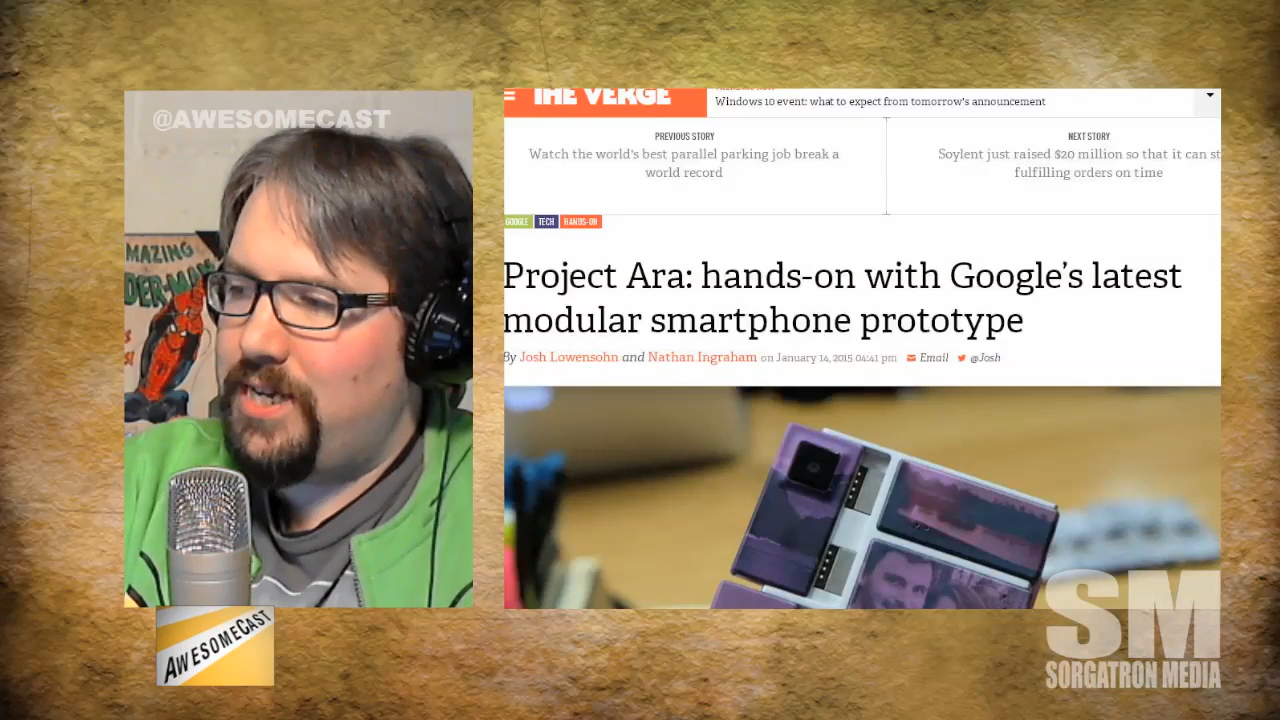 @AWESOMECAST
AMAZING
DER-MAN
THE VERGE
Windows 10 event: what to expect from tomorrow's announcement
PREVIOUS STORY
Watch the world's best parallel parking job break a
world record
NEXT STORY
Soylent just raised $20 million so that it can st
fulfilling orders on time
GOOGLE TECH HANDS-ON
Project Ara: hands-on with Google's latest
modular smartphone prototype
By Josh Lowensohn and Nathan Ingraham on January 14, 2015 04:41 pm Email @Josh
AWESOMECAST
SM
SORGATRON MEDIA